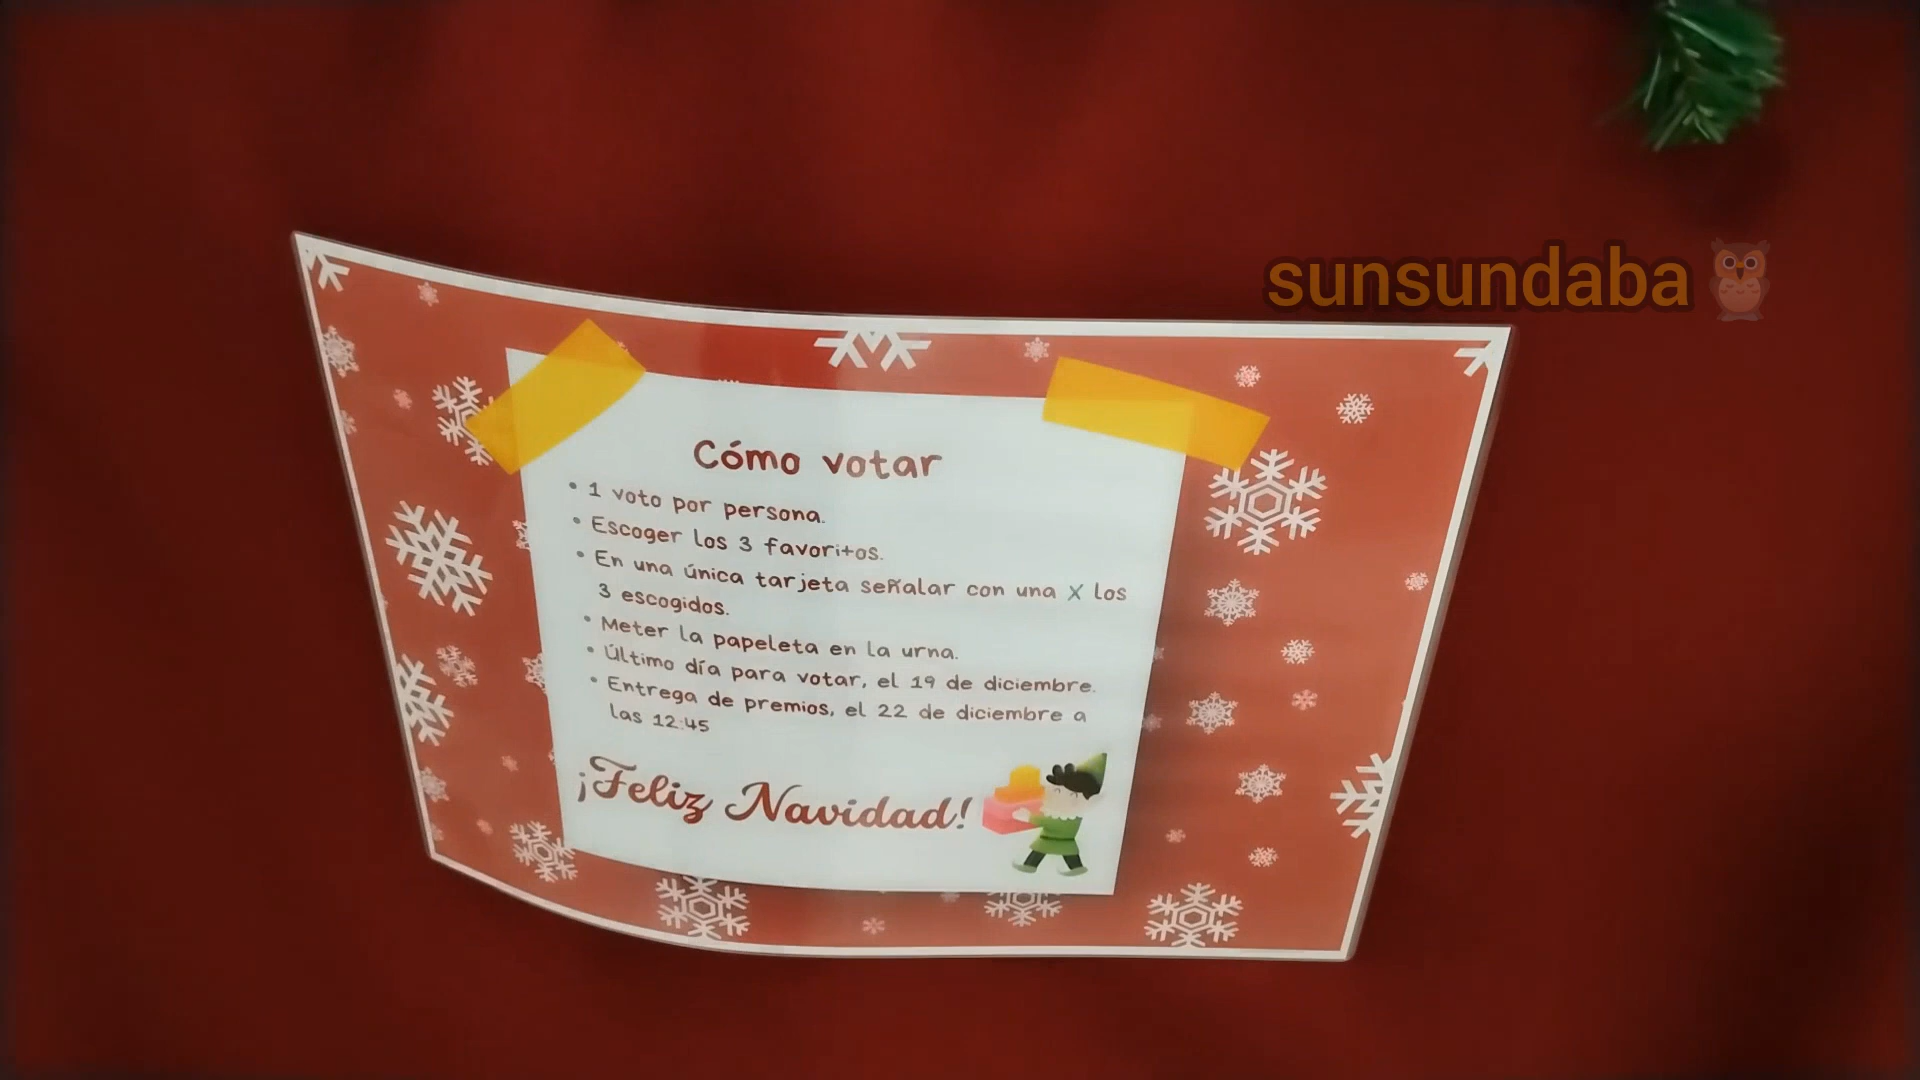 sunsundaba
Cómo votar
• 1 voto por persona.
• Escoger los 3 favoritos.
• En una única tarjeta señalar con una X los
3 escogidos.
• Meter la papeleta en la urna.
• Último día para votar, el 19 de diciembre.
• Entrega de premios, el 22 de diciembre a
las 12:45
¡Feliz Navidad!